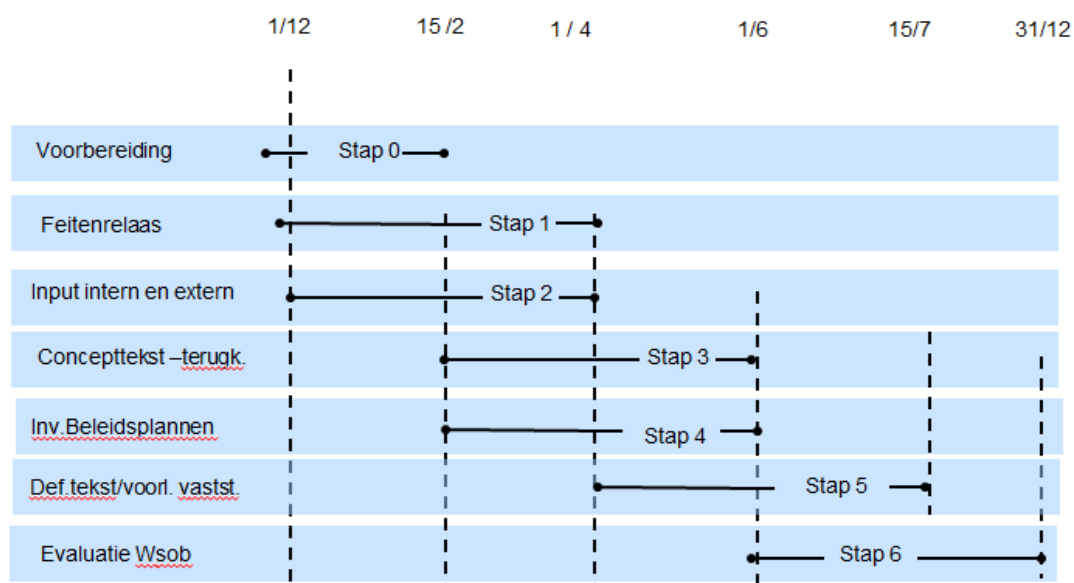 1/12 15 /2 1 / 4 1/6 15/7 31/12
Voorbereiding Stap 0
Feitenrelaas Stap 1
Input intern en extern Stap 2
Concepttekst –terugk. Stap 3
Inv.Beleidsplannen Stap 4
Def.tekst/voorl. vastst. Stap 5
Evaluatie Wsob Stap 6